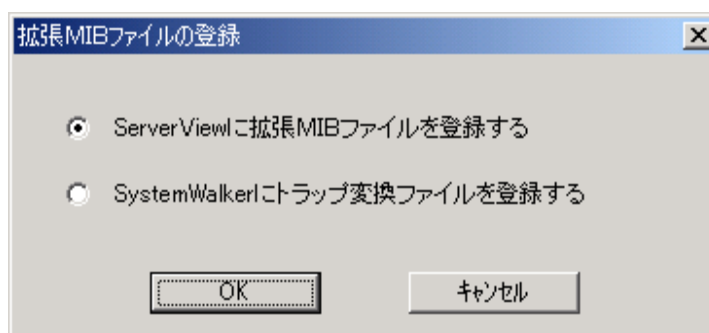 拡張MIBファイルの登録
ServerViewに拡張MIBファイルを登録する
SystemWalkerにトラップ変換ファイルを登録する
OK
キャンセル